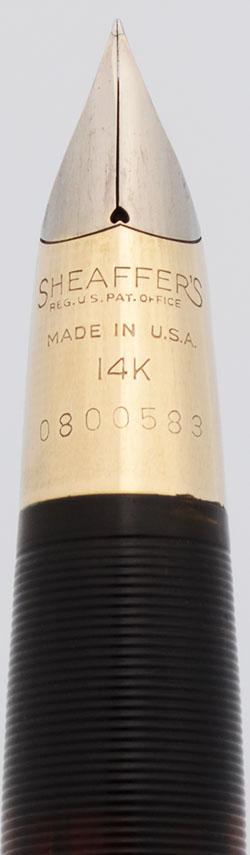 SHEAFFER'S
REG. U.S. PAT. OFFICE
MADE IN U.S.A.
14K
0800583